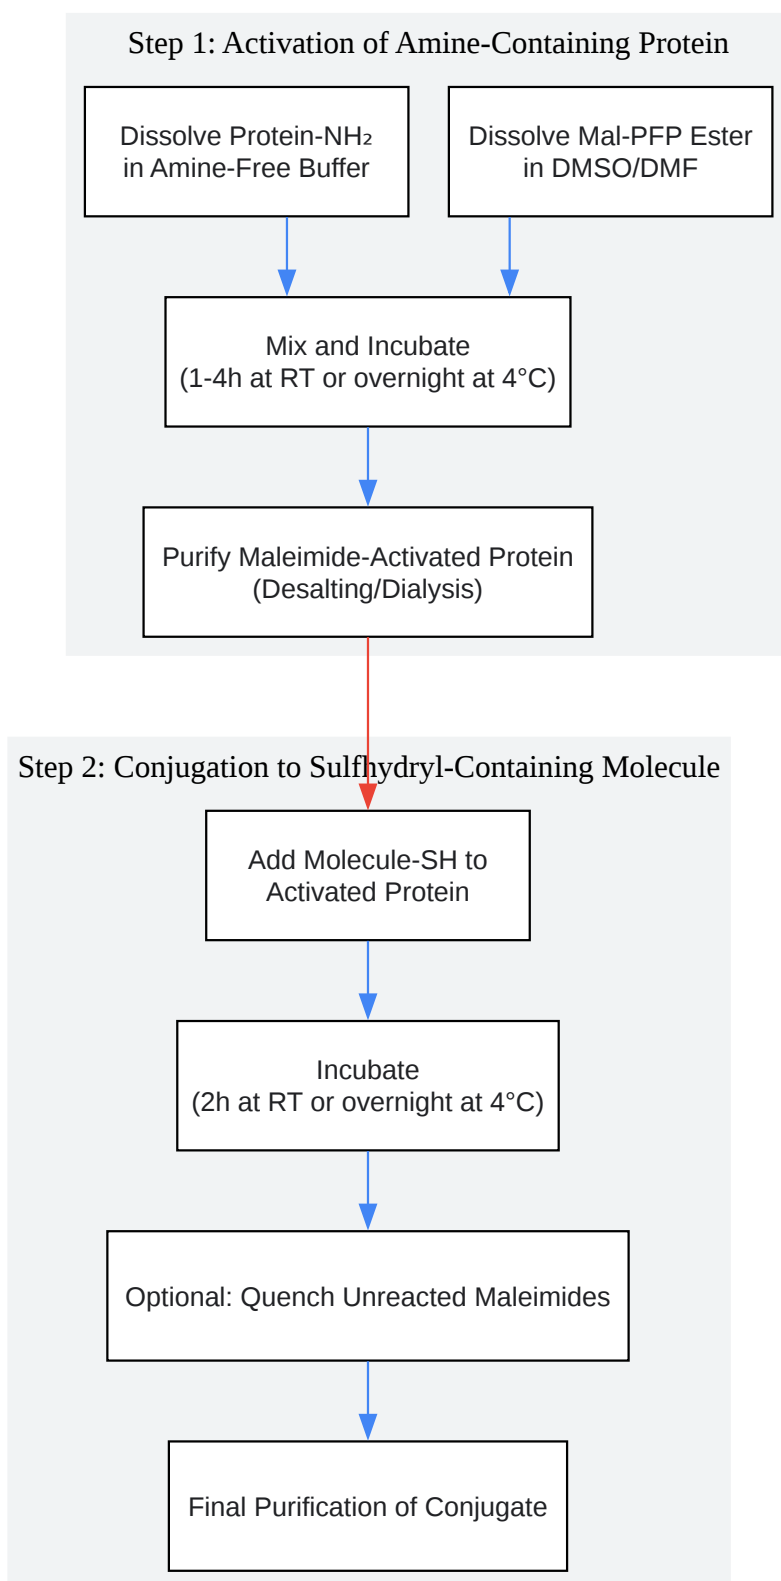 Step 1: Activation of Amine-Containing Protein
Dissolve Protein-NH₂
in Amine-Free Buffer
Dissolve Mal-PFP Ester
in DMSO/DMF
Mix and Incubate
(1-4h at RT or overnight at 4°C)
Purify Maleimide-Activated Protein
(Desalting/Dialysis)
Step 2: Conjugation to Sulfhydryl-Containing Molecule
Add Molecule-SH to
Activated Protein
Incubate
(2h at RT or overnight at 4°C)
Optional: Quench Unreacted Maleimides
Final Purification of Conjugate